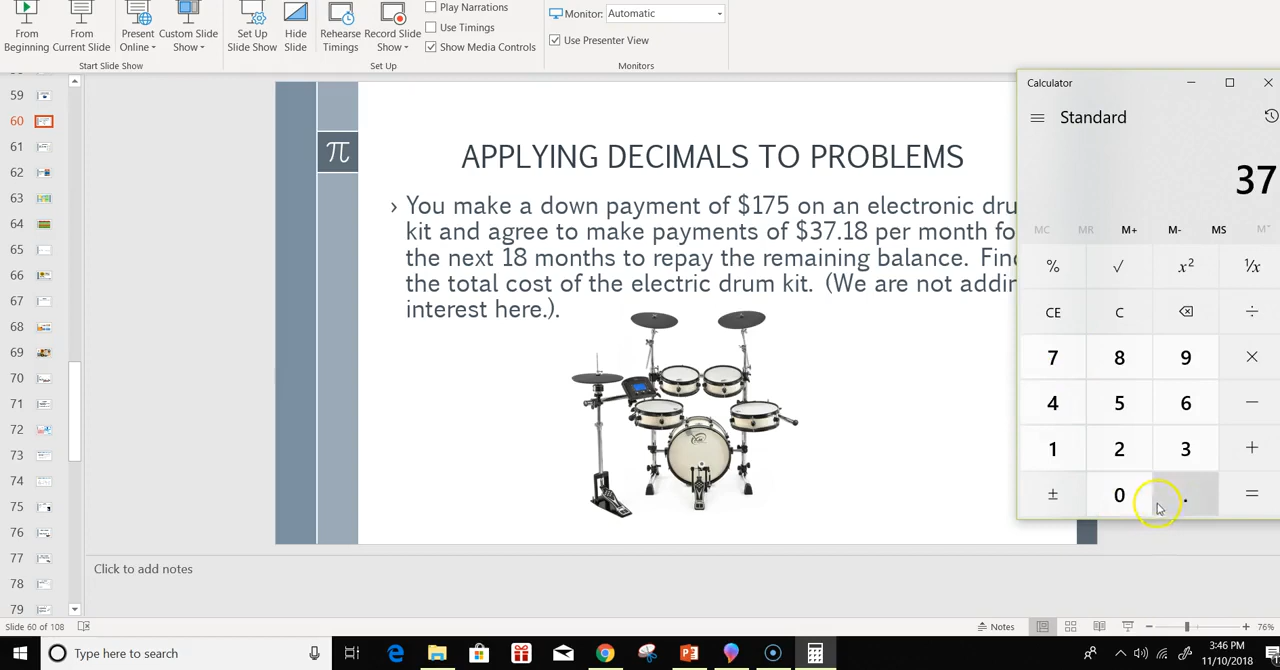 From Beginning
From Current Slide
Present Online
Custom Slide Show
Set Up Slide Show
Hide Slide
Rehearse Timings
Record Slide Show
Play Narrations
Use Timings
Show Media Controls
Monitor: Automatic
Use Presenter View
Start Slide Show
Set Up
Monitors
59
60
61
62
63
64
65
66
67
68
69
70
71
72
73
74
75
76
77
78
79
π
APPLYING DECIMALS TO PROBLEMS
› You make a down payment of $175 on an electronic dru
kit and agree to make payments of $37.18 per month fo
the next 18 months to repay the remaining balance. Find
the total cost of the electric drum kit. (We are not addin
interest here.).
Calculator
Standard
37
MC MR M+ M- MS M˅
% √ x² ¹/x
CE C ⌫ ÷
7 8 9 ×
4 5 6 −
1 2 3 +
± 0 . =
Click to add notes
Slide 60 of 108
Notes
76%
Type here to search
3:46 PM
11/10/2018